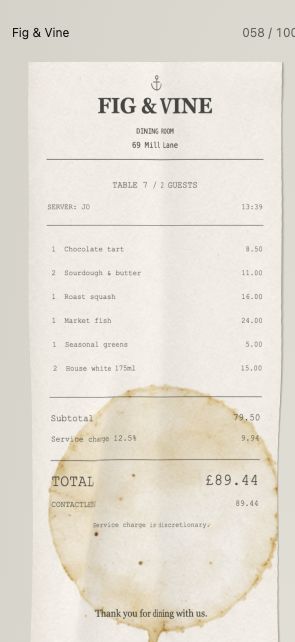 Fig & Vine 058 / 100
FIG & VINE
DINING ROOM
69 Mill Lane
TABLE 7 / 2 GUESTS
SERVER: JO 13:39
1 Chocolate tart 8.50
2 Sourdough & butter 11.00
1 Roast squash 16.00
1 Market fish 24.00
1 Seasonal greens 5.00
2 House white 175ml 15.00
Subtotal 79.50
Service charge 12.5% 9.94
TOTAL £89.44
CONTACTLESS 89.44
Service charge is discretionary.
Thank you for dining with us.